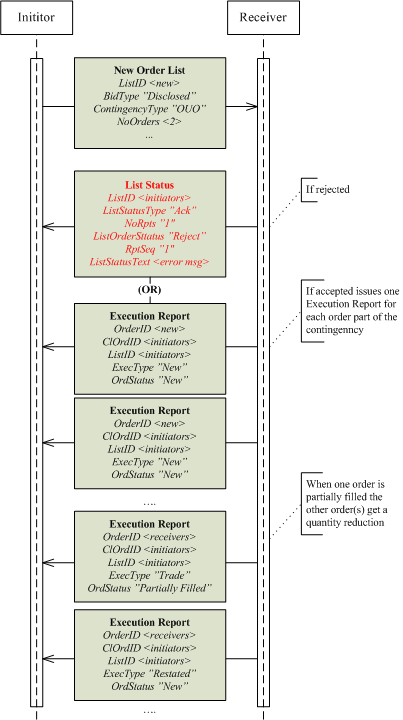 Inititor
Receiver
New Order List
ListID <new>
BidType "Disclosed"
ContingencyType "OUO"
NoOrders <2>
...
List Status
ListID <initiators>
ListStatusType "Ack"
NoRpts "1"
ListOrderSttatus "Reject"
RptSeq "1"
ListStatusText <error msg>
If rejected
(OR)
Execution Report
OrderID <new>
ClOrdID <initiators>
ListID <initiators>
ExecType "New"
OrdStatus "New"
If accepted issues one
Execution Report for
each order part of the
contingenncy
Execution Report
OrderID <new>
ClOrdID <initiators>
ListID <initiators>
ExecType "New"
OrdStatus "New"
....
When one order is
partially filled the
other order(s) get a
quantity reduction
Execution Report
OrderID <receivers>
ClOrdID <initiators>
ListID <initiators>
ExecType "Trade"
OrdStatus "Partially Filled"
Execution Report
OrderID <receivers>
ClOrdID <initiators>
ListID <initiators>
ExecType "Restated"
OrdStatus "New"
....